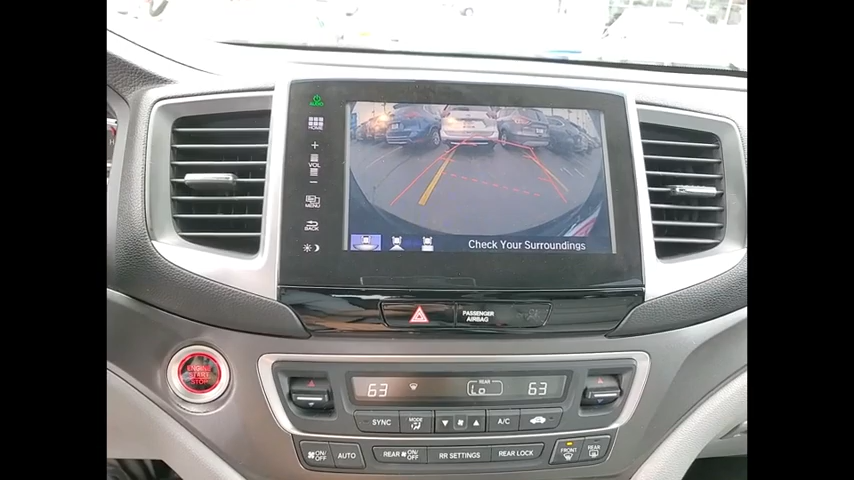 AUDIO
HOME
+
VOL
-
MENU
BACK
Check Your Surroundings
PASSENGER
AIRBAG
ENGINE
START
STOP
63
REAR
Lo
63
SYNC
MODE
A/C
ON/
OFF
AUTO
REAR ON/
OFF
RR SETTINGS
REAR LOCK
FRONT
REAR